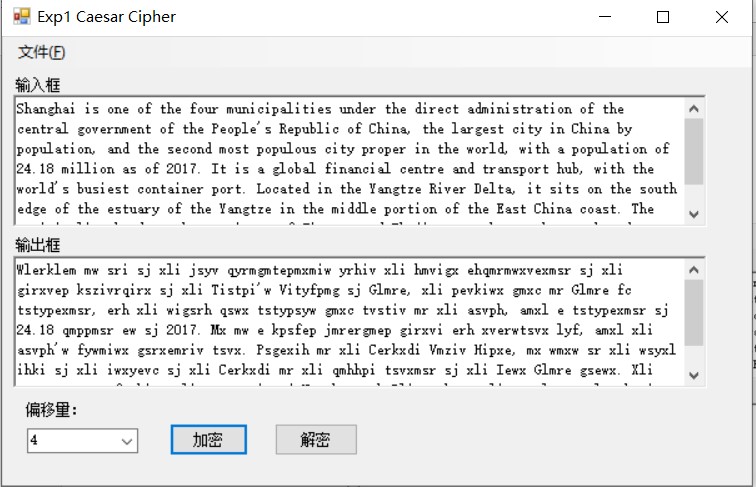 Exp1 Caesar Cipher
文件(F)
输入框
Shanghai is one of the four municipalities under the direct administration of the
central government of the People's Republic of China, the largest city in China by
population, and the second most populous city proper in the world, with a population of
24.18 million as of 2017. It is a global financial centre and transport hub, with the
world's busiest container port. Located in the Yangtze River Delta, it sits on the south
edge of the estuary of the Yangtze in the middle portion of the East China coast. The
输出框
Wlerklem mw sri sj xli jsyv qyrmgmtepmxmiw yrhiv xli hmvigx ehqmrmwxvexmsr sj xli
girxvep kszivrqirx sj xli Tistpi'w Vityfpmg sj Glmre, xli pevkiwx gmxc mr Glmre fc
tstypexmsr, erh xli wigsrh qswx tstypsyw gmxc tvstiv mr xli asvph, amxl e tstypexmsr sj
24.18 qmppmsr ew sj 2017. Mx mw e kpsfep jmrergmep girxvi erh xverwtsvx lyf, amxl xli
asvph'w fywmiwx gsrxemriv tsvx. Psgexih mr xli Cerkxdi Vmziv Hipxe, mx wmxw sr xli wsyxl
ihki sj xli iwxyevc sj xli Cerkxdi mr xli qmhhpi tsvxmsr sj xli Iewx Glmre gsewx. Xli
偏移量:
4
加密
解密